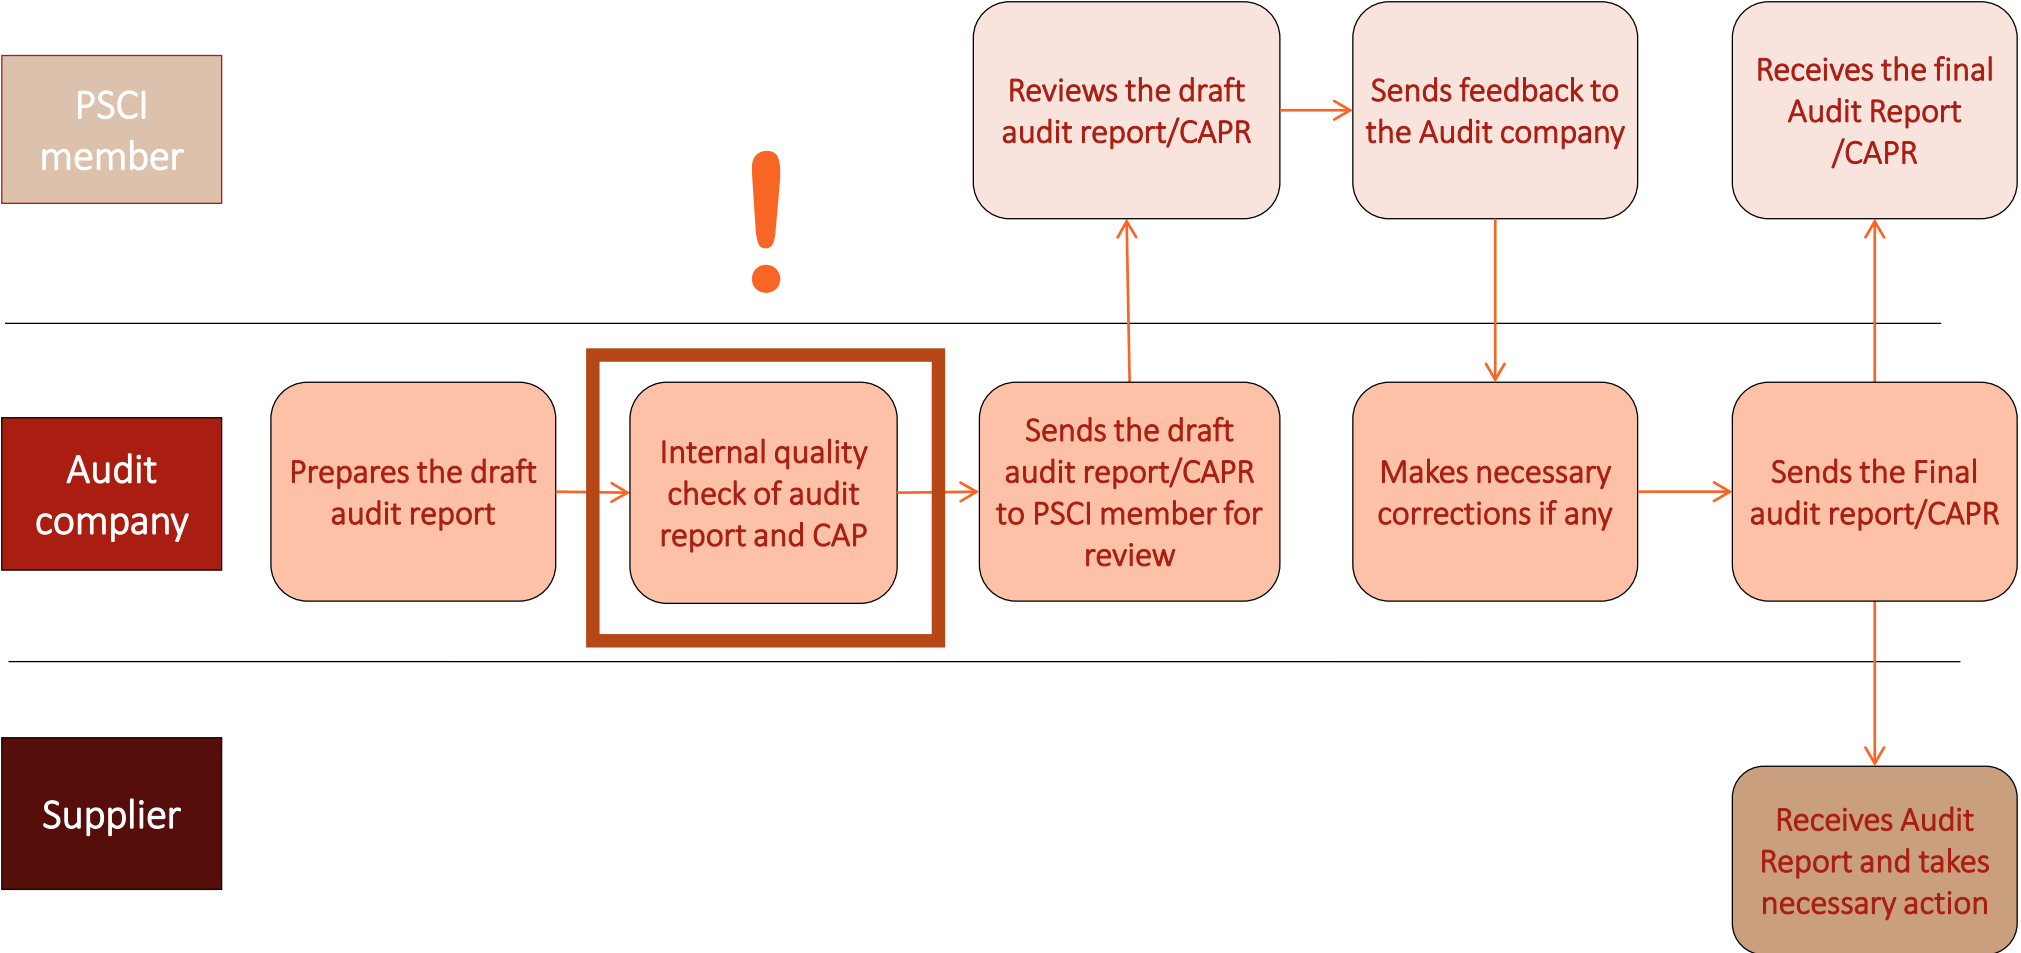 PSCI
member
Reviews the draft
audit report/CAPR
Sends feedback to
the Audit company
Receives the final
Audit Report
/CAPR
!
Audit
company
Prepares the draft
audit report
Internal quality
check of audit
report and CAP
Sends the draft
audit report/CAPR
to PSCI member for
review
Makes necessary
corrections if any
Sends the Final
audit report/CAPR
Supplier
Receives Audit
Report and takes
necessary action